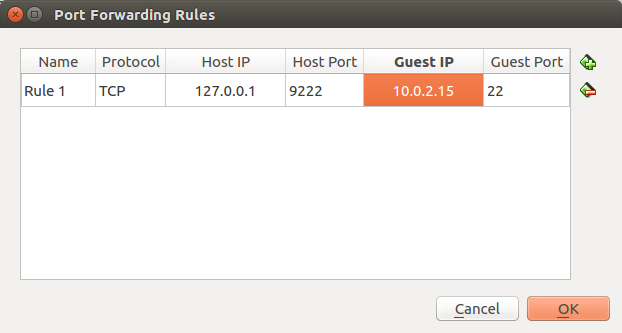 Port Forwarding Rules
Name Protocol Host IP Host Port Guest IP Guest Port
Rule 1 TCP 127.0.0.1 9222 10.0.2.15 22
Cancel OK